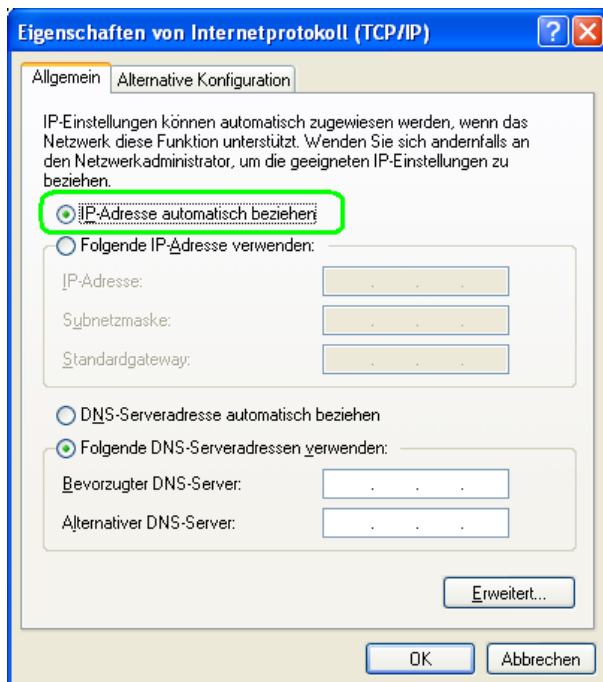 Eigenschaften von Internetprotokoll (TCP/IP)
Allgemein
Alternative Konfiguration
IP-Einstellungen können automatisch zugewiesen werden, wenn das
Netzwerk diese Funktion unterstützt. Wenden Sie sich andernfalls an
den Netzwerkadministrator, um die geeigneten IP-Einstellungen zu
beziehen.
IP-Adresse automatisch beziehen
Folgende IP-Adresse verwenden:
IP-Adresse:
Subnetzmaske:
Standardgateway:
DNS-Serveradresse automatisch beziehen
Folgende DNS-Serveradressen verwenden:
Bevorzugter DNS-Server:
Alternativer DNS-Server:
Erweitert...
OK
Abbrechen